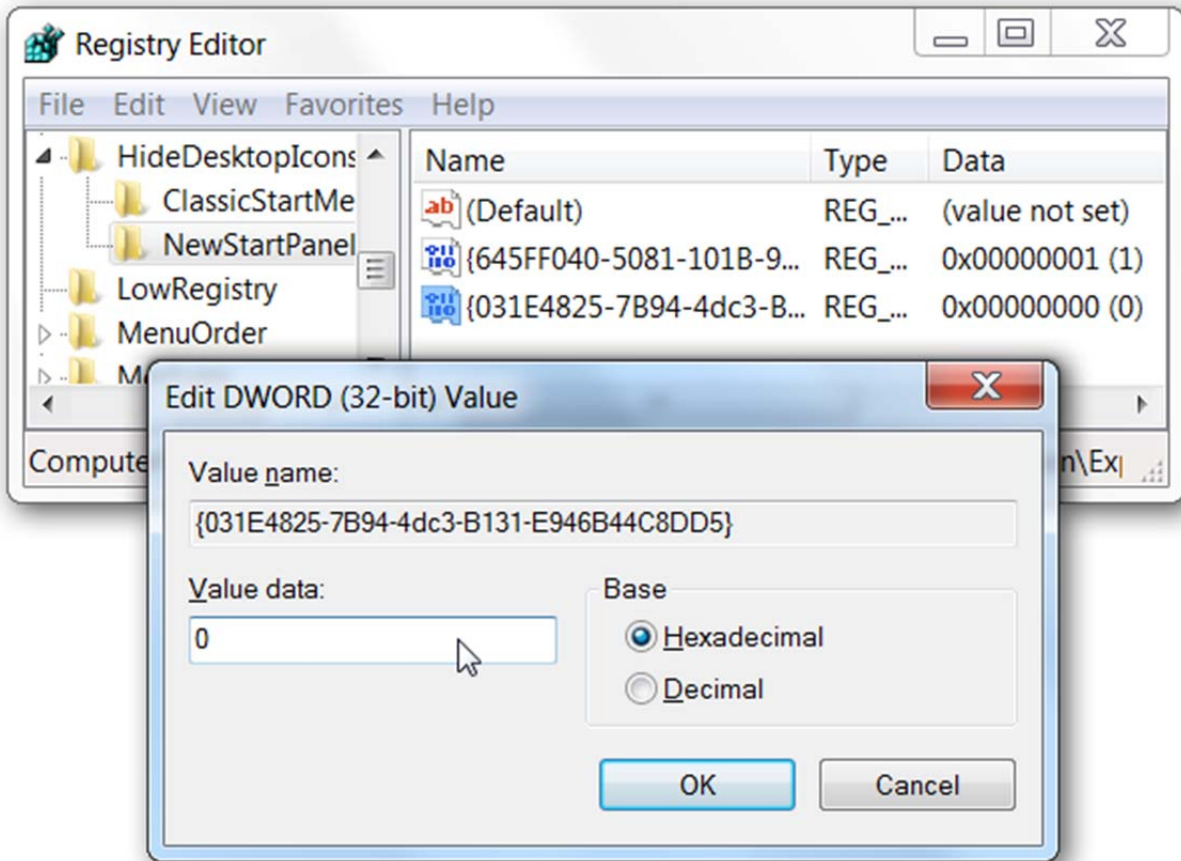 Registry Editor
File Edit View Favorites Help
HideDesktopIcons
ClassicStartMe
NewStartPanel
LowRegistry
MenuOrder
Name Type Data
ab (Default) REG_... (value not set)
{645FF040-5081-101B-9... REG_... 0x00000001 (1)
{031E4825-7B94-4dc3-B... REG_... 0x00000000 (0)
Compute
n\Exp
Edit DWORD (32-bit) Value
Value name:
{031E4825-7B94-4dc3-B131-E946B44C8DD5}
Value data:
0
Base
Hexadecimal
Decimal
OK Cancel